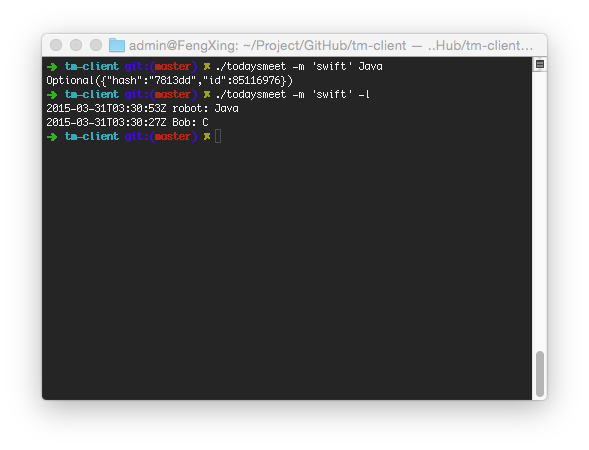 admin@FengXing: ~/Project/GitHub/tm-client — ..Hub/tm-client...
➜ tm-client git:(master) ✗ ./todaysmeet -m 'swift' Java
Optional({"hash":"7813dd","id":85116976})
➜ tm-client git:(master) ✗ ./todaysmeet -m 'swift' -l
2015-03-31T03:30:53Z robot: Java
2015-03-31T03:30:27Z Bob: C
➜ tm-client git:(master) ✗